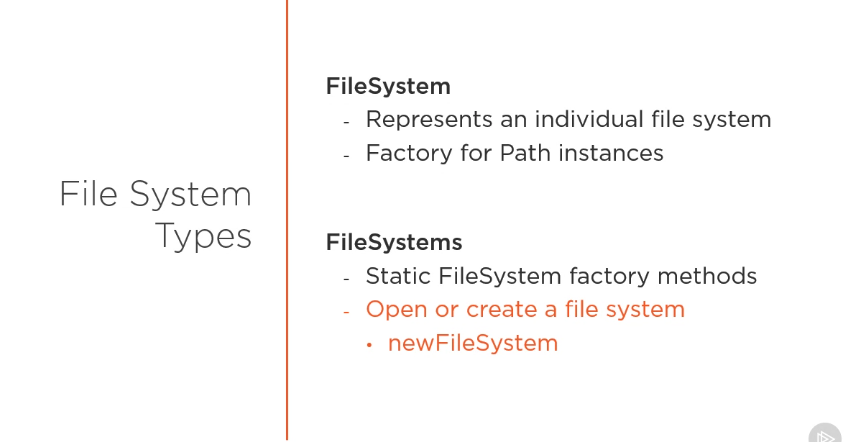 File System
Types
FileSystem
- Represents an individual file system
- Factory for Path instances
FileSystems
- Static FileSystem factory methods
- Open or create a file system
• newFileSystem